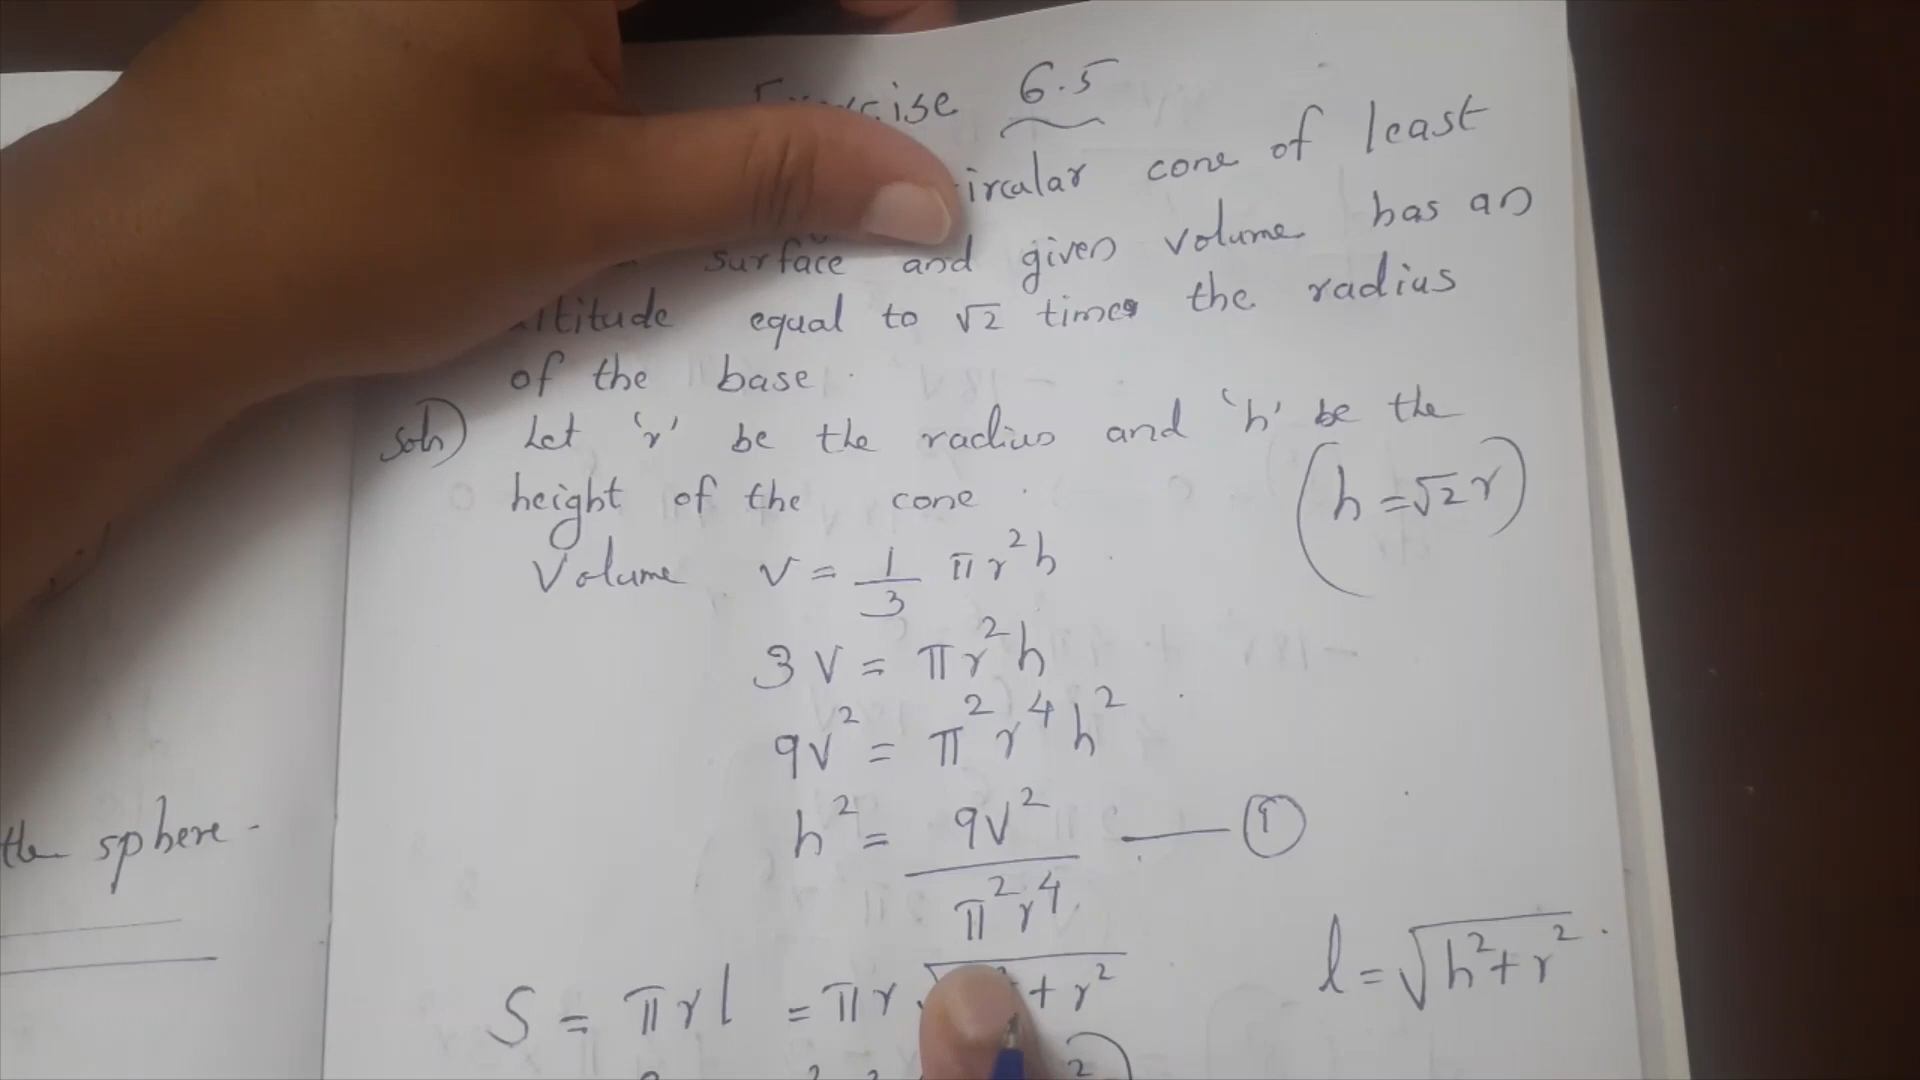 6.5
cone of least
surface and given volume has an
equal to √2 times the radius
of the base.
Soln) Let 'r' be the radius and 'h' be the
height of the cone.
(h = √2 r)
Volume V = 1/3 πr²h
3V = πr²h
9V² = π²r⁴h²
h² = 9V²/π²r⁴ —— ①
S = πrl = πr + r²
l = √h²+r².
the sphere -